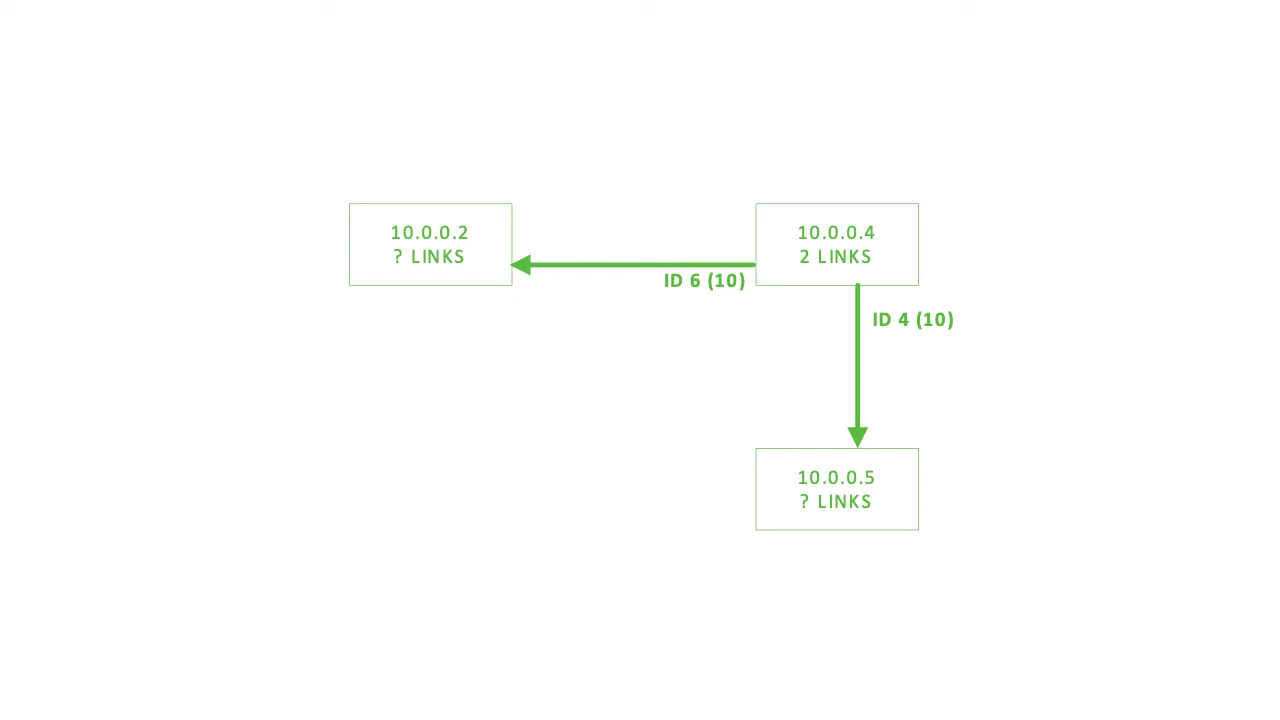 10.0.0.2
? LINKS
10.0.0.4
2 LINKS
ID 6 (10)
ID 4 (10)
10.0.0.5
? LINKS